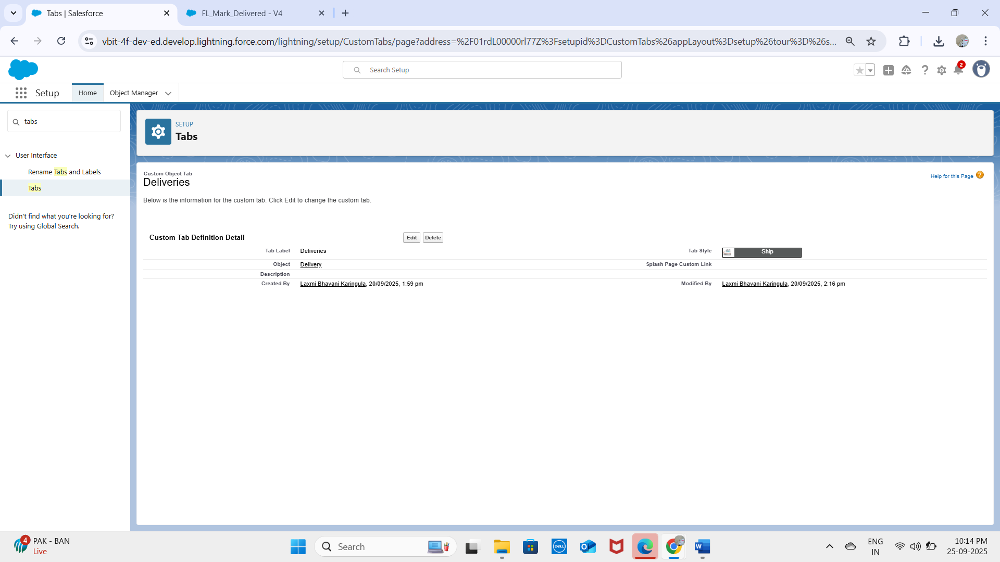 Tabs | Salesforce
FL_Mark_Delivered - V4
vbit-4f-dev-ed.develop.lightning.force.com/lightning/setup/CustomTabs/page?address=%2F01rdL00000rl77Z%3Fsetupid%3DCustomTabs%26appLayout%3Dsetup%26tour%3D%26s...
Search Setup
2
Setup
Home
Object Manager
tabs
User Interface
Rename Tabs and Labels
Tabs
Didn't find what you're looking for?
Try using Global Search.
SETUP
Tabs
Custom Object Tab
Deliveries
Help for this Page ?
Below is the information for the custom tab. Click Edit to change the custom tab.
Custom Tab Definition Detail
Edit
Delete
Tab Label Deliveries
Tab Style Ship
Object Delivery
Splash Page Custom Link
Description
Created By Laxmi Bhavani Karingula, 20/09/2025, 1:59 pm
Modified By Laxmi Bhavani Karingula, 20/09/2025, 2:16 pm
4
PAK - BAN
Live
Search
DELL
ENG
IN
10:14 PM
25-09-2025